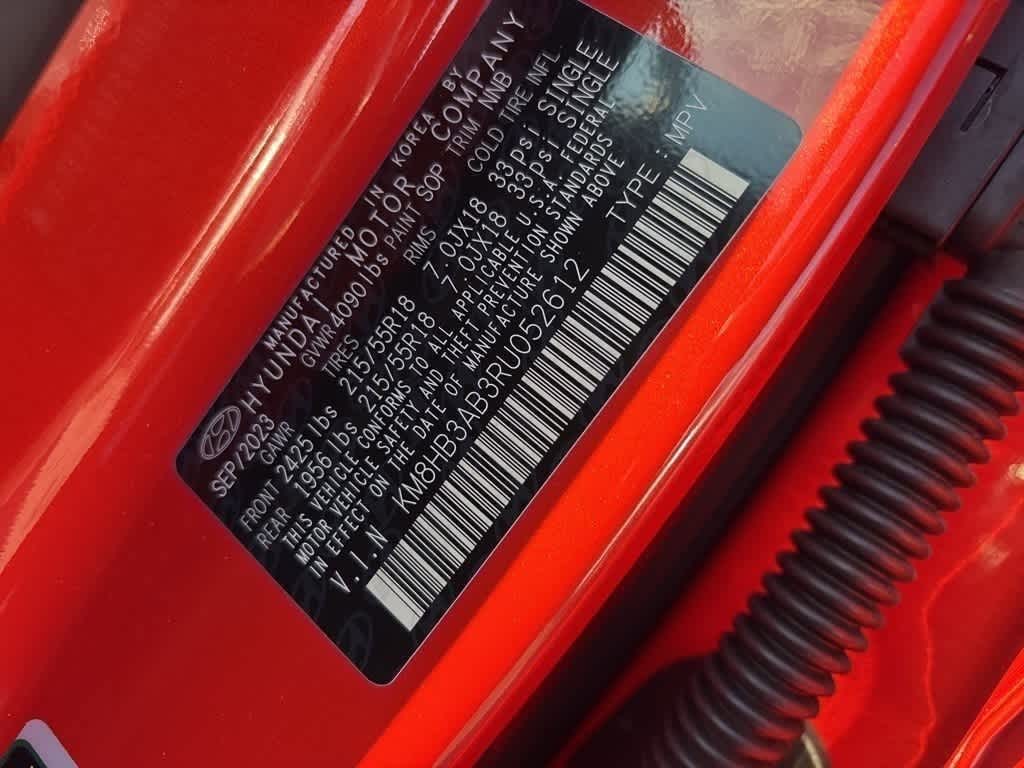 MANUFACTURED IN KOREA BY
HYUNDAI MOTOR COMPANY
SEP/2023 GVWR 4090 lbs PAINT SOP TRIM NNB
GAWR TIRES RIMS COLD TIRE INFL
FRONT 2425 lbs 215/55R18 7.0JX18 33psi SINGLE
REAR 1956 lbs 215/55R18 7.0JX18 33psi SINGLE
THIS VEHICLE CONFORMS TO ALL APPLICABLE U.S.A FEDERAL
MOTOR VEHICLE SAFETY AND THEFT PREVENTION STANDARDS
IN EFFECT ON THE DATE OF MANUFACTURE SHOWN ABOVE
V.I.N KM8HB3AB3RU052612 TYPE : MPV